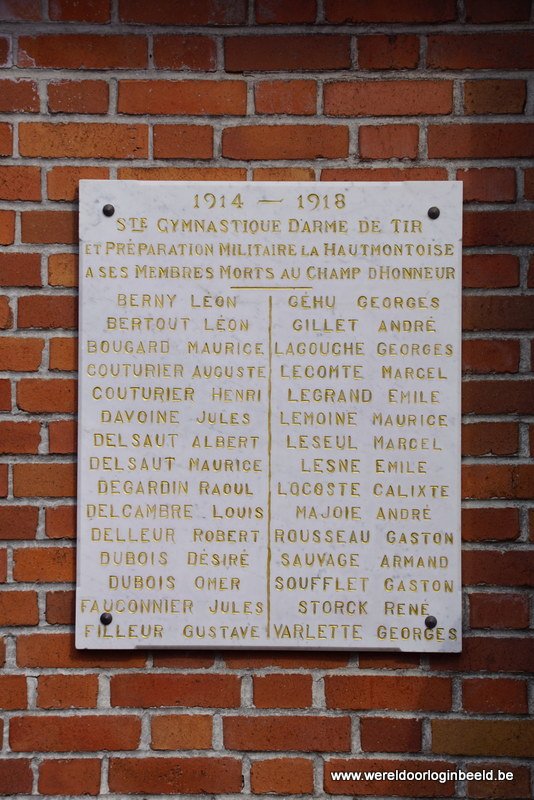 1914 — 1918
STÉ GYMNASTIQUE D'ARME DE TIR
ET PRÉPARATION MILITAIRE LA HAUTMONTOISE
A SES MEMBRES MORTS AU CHAMP D'HONNEUR
BERNY LÉON
BERTOUT LÉON
BOUGARD MAURICE
COUTURIER AUGUSTE
COUTURIER HENRI
DAVOINE JULES
DELSAUT ALBERT
DELSAUT MAURICE
DEGARDIN RAOUL
DELCAMBRE LOUIS
DELLEUR ROBERT
DUBOIS DÉSIRÉ
DUBOIS OMER
FAUCONNIER JULES
FILLEUR GUSTAVE
GÉHU GEORGES
GILLET ANDRÉ
LAGOUCHE GEORGES
LECOMTE MARCEL
LEGRAND EMILE
LEMOINE MAURICE
LESEUL MARCEL
LESNE EMILE
LOCOSTE CALIXTE
MAJOIE ANDRÉ
ROUSSEAU GASTON
SAUVAGE ARMAND
SOUFFLET GASTON
STORCK RENÉ
VARLETTE GEORGES
www.wereldoorloginbeeld.be